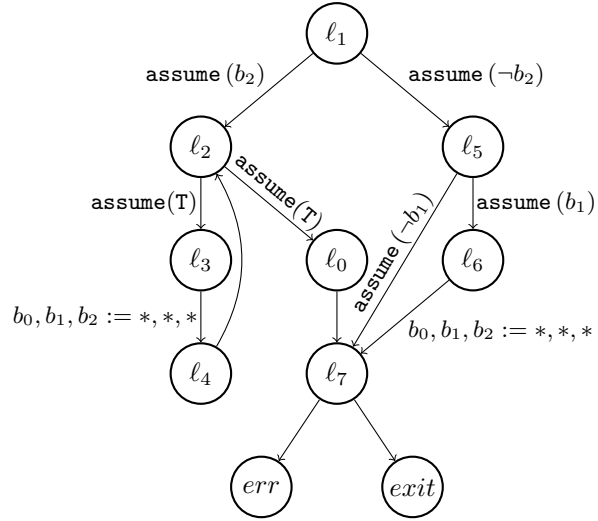 ℓ₁
assume (b₂) assume (¬b₂)
ℓ₂ ℓ₅
assume(T) assume(T) assume(¬b₁) assume (b₁)
ℓ₃ ℓ₀ ℓ₆
b₀, b₁, b₂ := ∗, ∗, ∗ b₀, b₁, b₂ := ∗, ∗, ∗
ℓ₄ ℓ₇
err exit